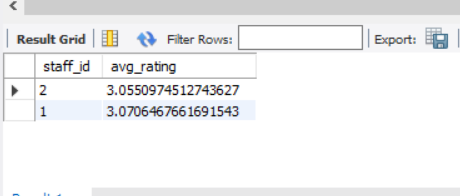 Result Grid Filter Rows: Export:
staff_id avg_rating
2 3.0550974512743627
1 3.0706467661691543